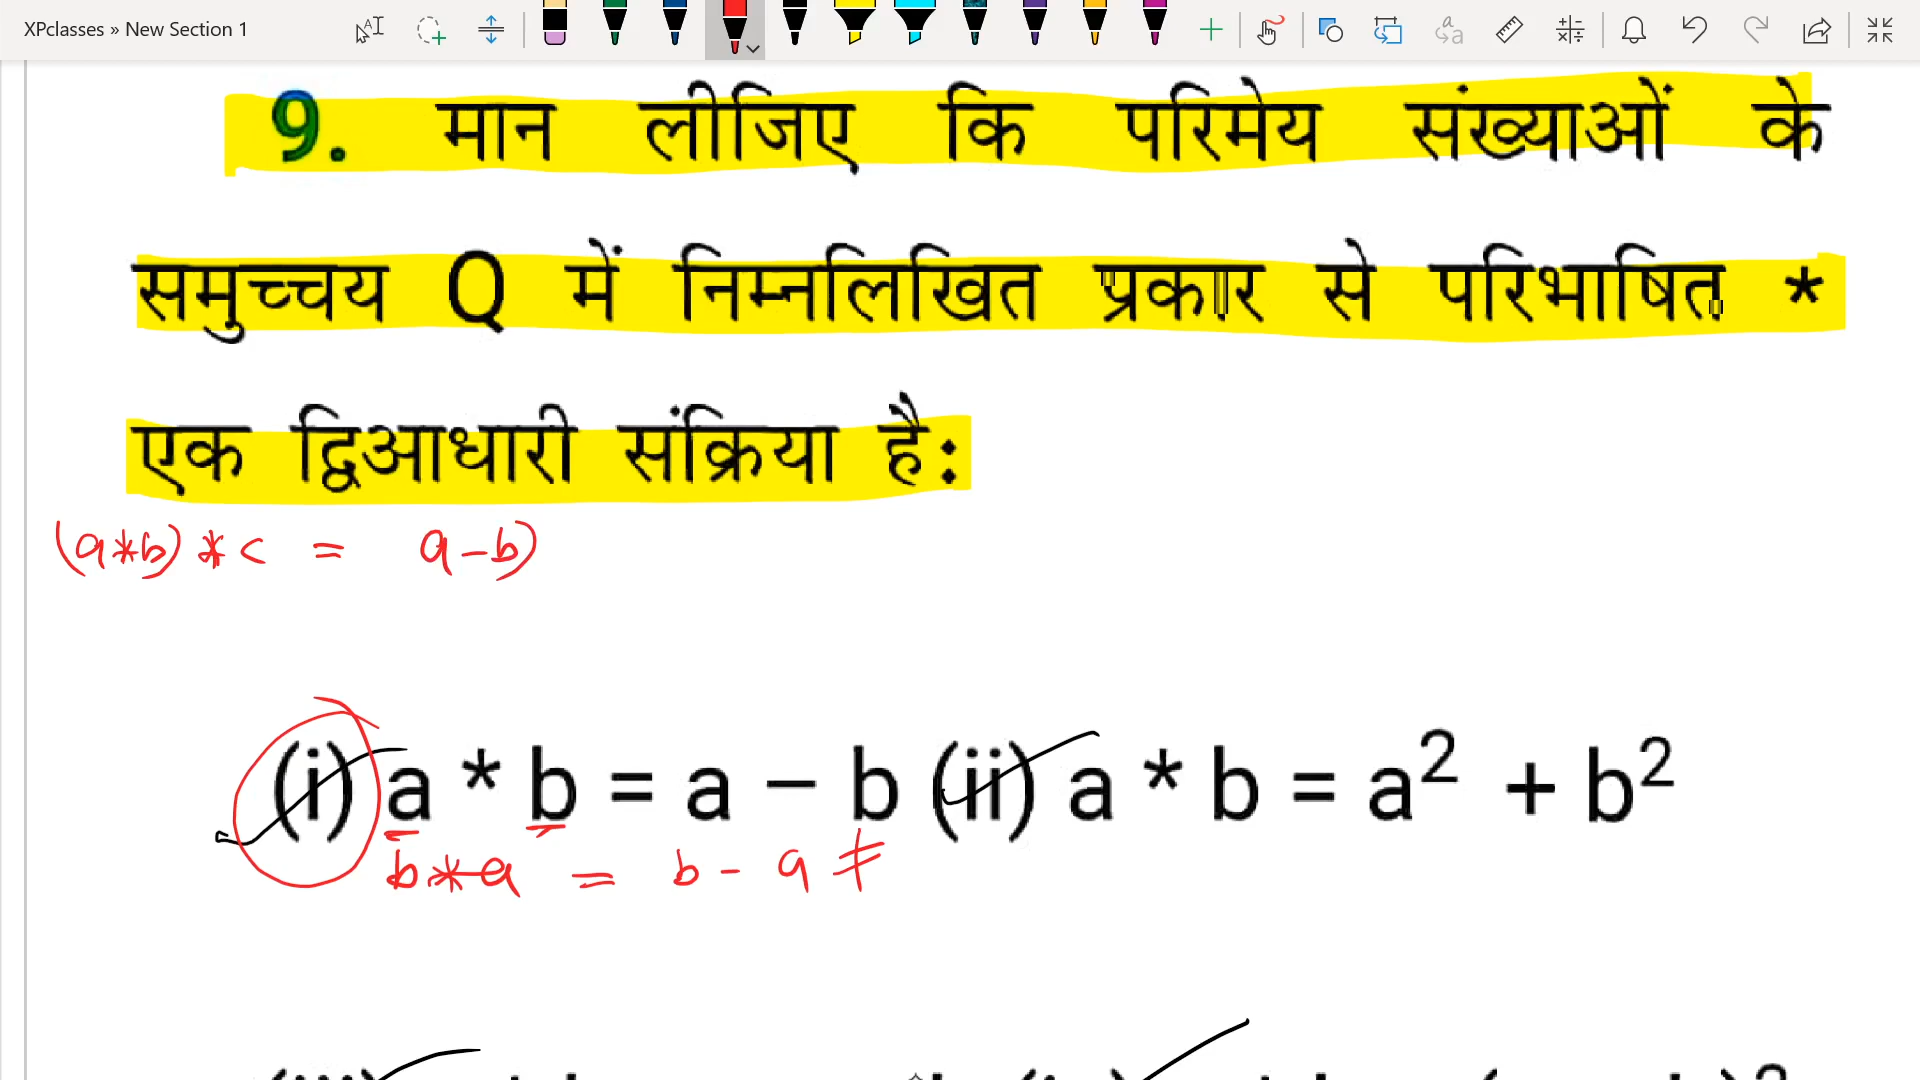 XPclasses » New Section 1
9. मान लीजिए कि परिमेय संख्याओं के
समुच्चय Q में निम्नलिखित प्रकार से परिभाषित *
एक द्विआधारी संक्रिया है:
(a*b) * c = a-b)
(i) a * b = a − b (ii) a * b = a² + b²
b*a = b - a ≠